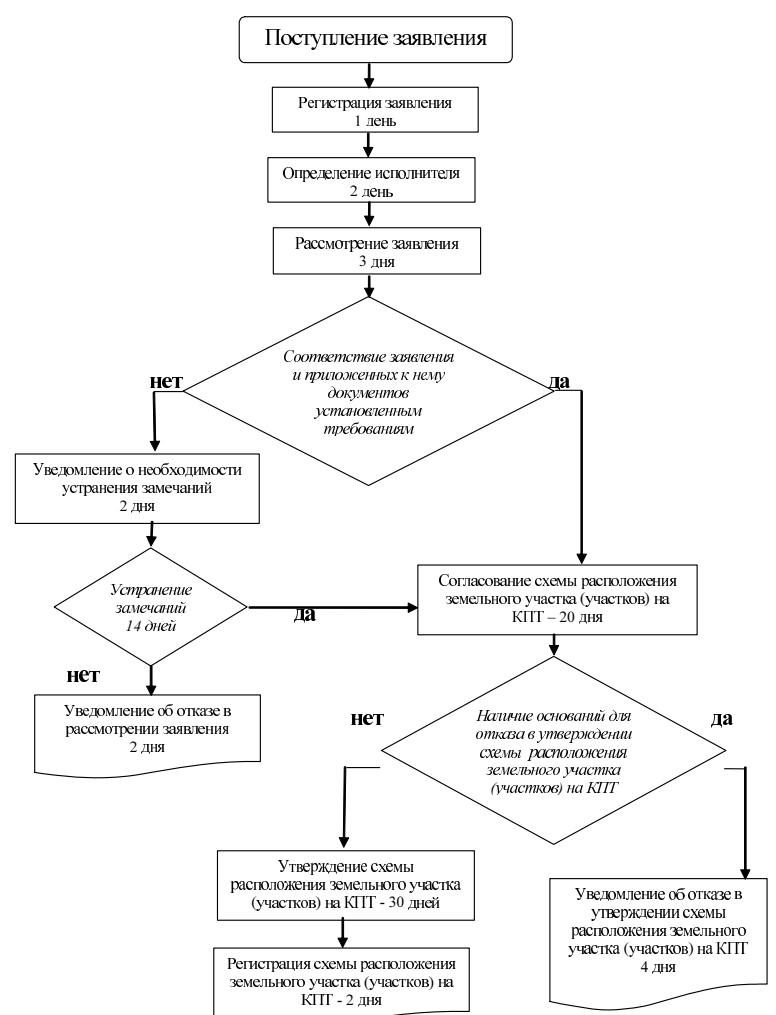 Поступление заявления
Регистрация заявления
1 день
Определение исполнителя
2 день
Рассмотрение заявления
3 дня
Соответствие заявления
и приложенных к нему
документов
установленным
требованиям
нет
да
Уведомление о необходимости
устранения замечаний
2 дня
Устранение
замечаний
14 дней
да
Согласование схемы расположения
земельного участка (участков) на
КПТ – 20 дня
нет
Уведомление об отказе в
рассмотрении заявления
2 дня
нет
Наличие оснований для
отказа в утверждении
схемы расположения
земельного участка
(участков) на КПТ
да
Утверждение схемы
расположения земельного участка
(участков) на КПТ - 30 дней
Уведомление об отказе в
утверждении схемы
расположения земельного
участка (участков) на КПТ
4 дня
Регистрация схемы расположения
земельного участка (участков) на
КПТ - 2 дня